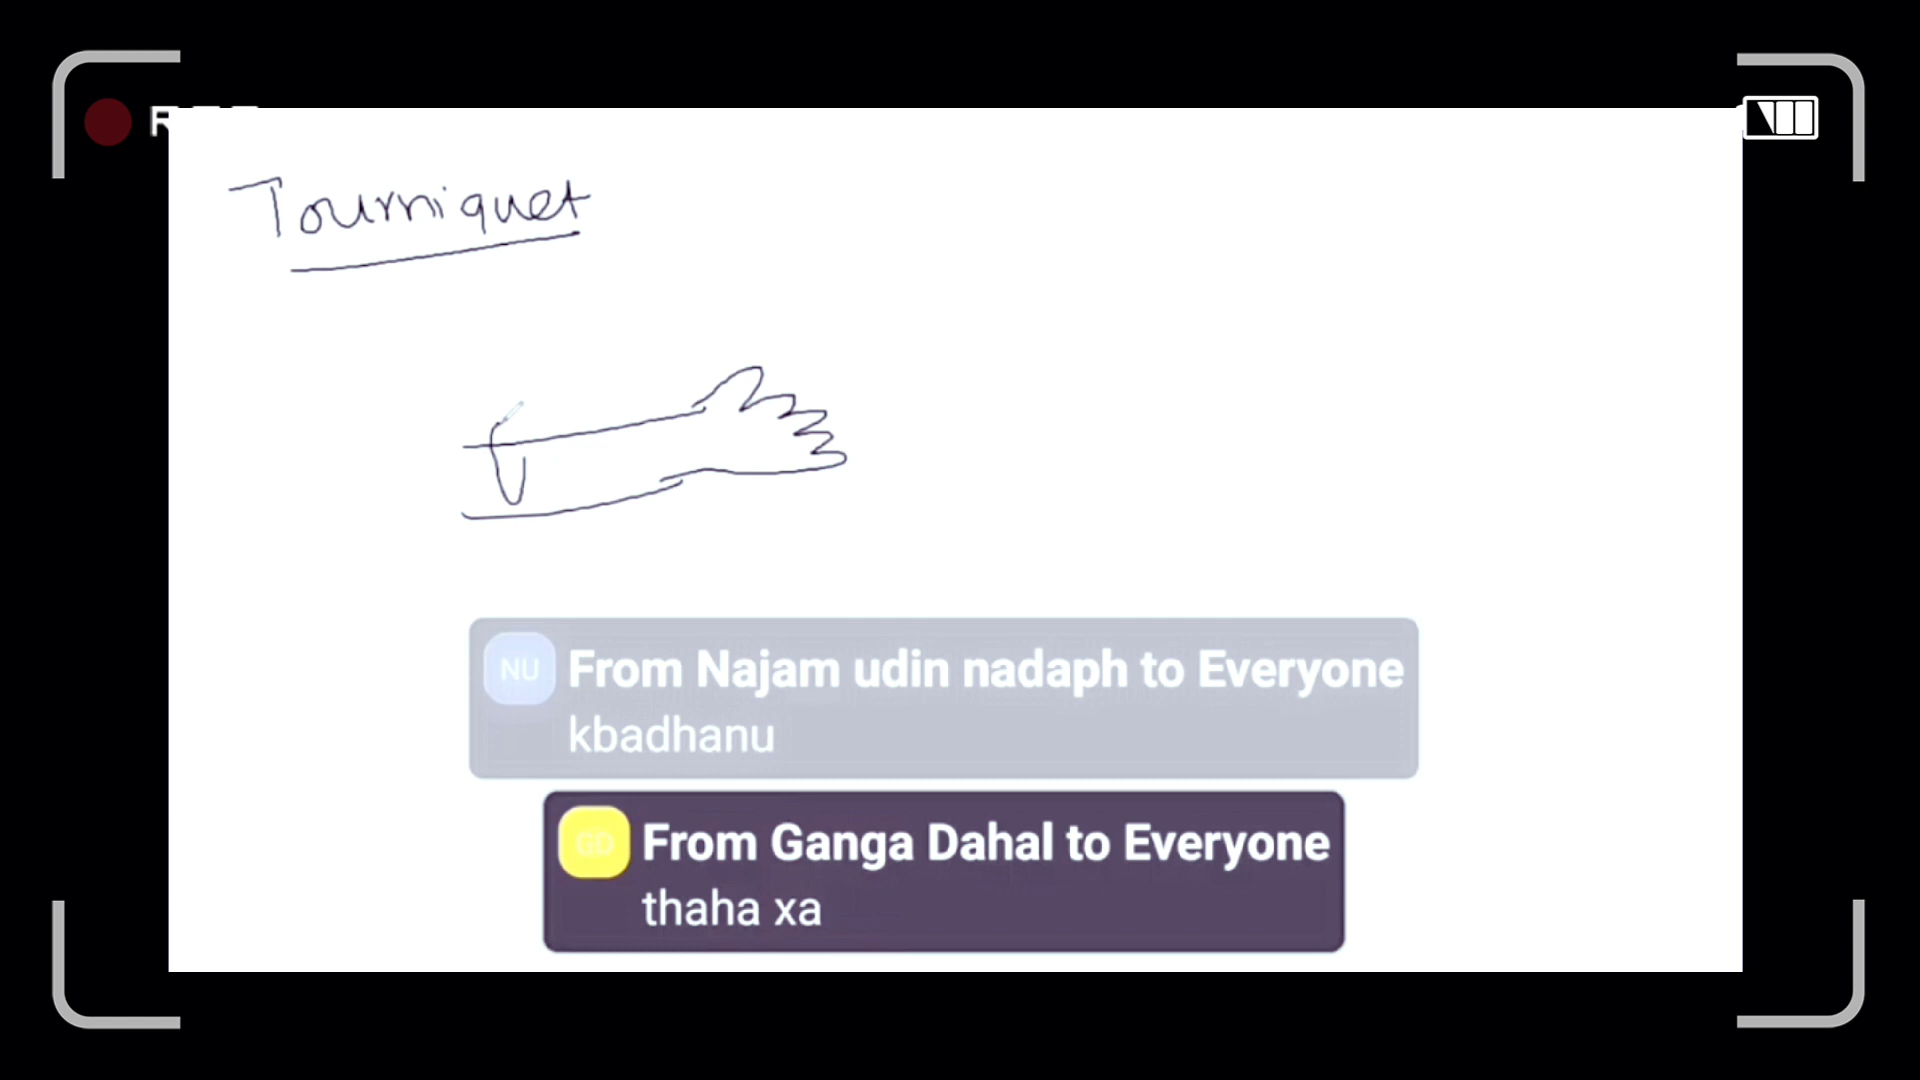 Tourniquet
NU From Najam udin nadaph to Everyone
kbadhanu
GD From Ganga Dahal to Everyone
thaha xa